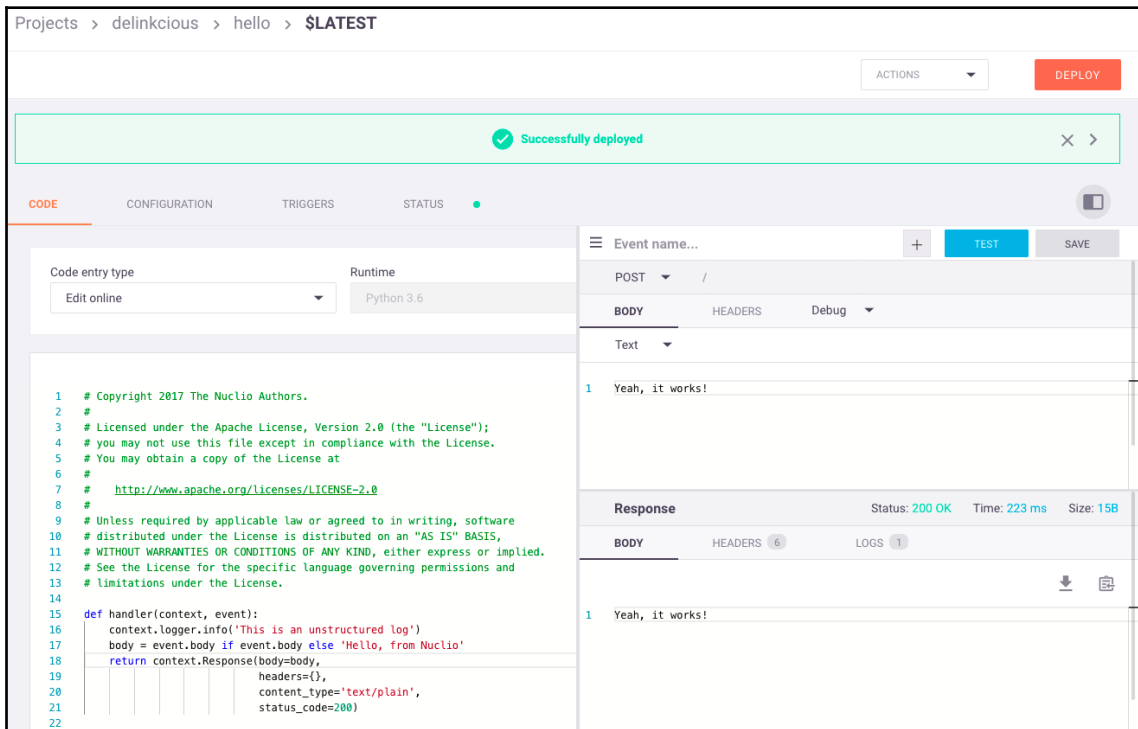 Projects > delinkcious > hello > $LATEST
ACTIONS
DEPLOY
Successfully deployed
CODE CONFIGURATION TRIGGERS STATUS
Code entry type Runtime
Edit online Python 3.6
1 # Copyright 2017 The Nuclio Authors.
2 #
3 # Licensed under the Apache License, Version 2.0 (the "License");
4 # you may not use this file except in compliance with the License.
5 # You may obtain a copy of the License at
6 #
7 #    http://www.apache.org/licenses/LICENSE-2.0
8 #
9 # Unless required by applicable law or agreed to in writing, software
10 # distributed under the License is distributed on an "AS IS" BASIS,
11 # WITHOUT WARRANTIES OR CONDITIONS OF ANY KIND, either express or implied.
12 # See the License for the specific language governing permissions and
13 # limitations under the License.
14
15 def handler(context, event):
16     context.logger.info('This is an unstructured log')
17     body = event.body if event.body else 'Hello, from Nuclio'
18     return context.Response(body=body,
19                             headers={},
20                             content_type='text/plain',
21                             status_code=200)
22
Event name... + TEST SAVE
POST /
BODY HEADERS Debug
Text
1 Yeah, it works!
Response Status: 200 OK Time: 223 ms Size: 15B
BODY HEADERS 6 LOGS 1
1 Yeah, it works!